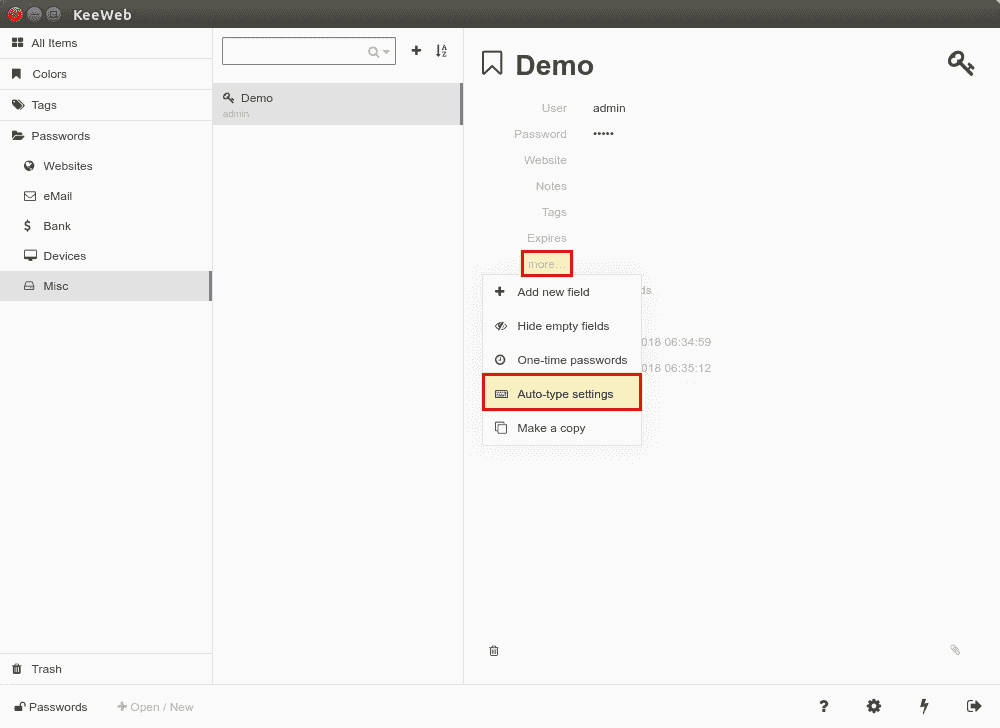 KeeWeb
All Items
Colors
Tags
Passwords
Websites
eMail
Bank
Devices
Misc
Trash
Passwords
Open / New
Demo
admin
Demo
User admin
Password •••••
Website
Notes
Tags
Expires
more...
Add new field
Hide empty fields
One-time passwords
Auto-type settings
Make a copy
ds
018 06:34:59
018 06:35:12